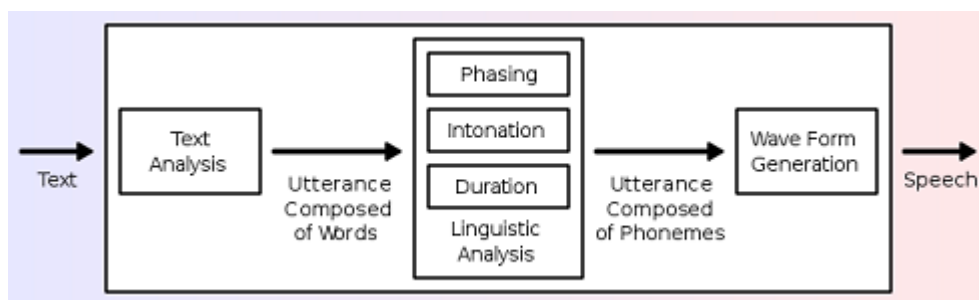 Text
Text
Analysis
Utterance
Composed
of Words
Phasing
Intonation
Duration
Linguistic
Analysis
Utterance
Composed
of Phonemes
Wave Form
Generation
Speech